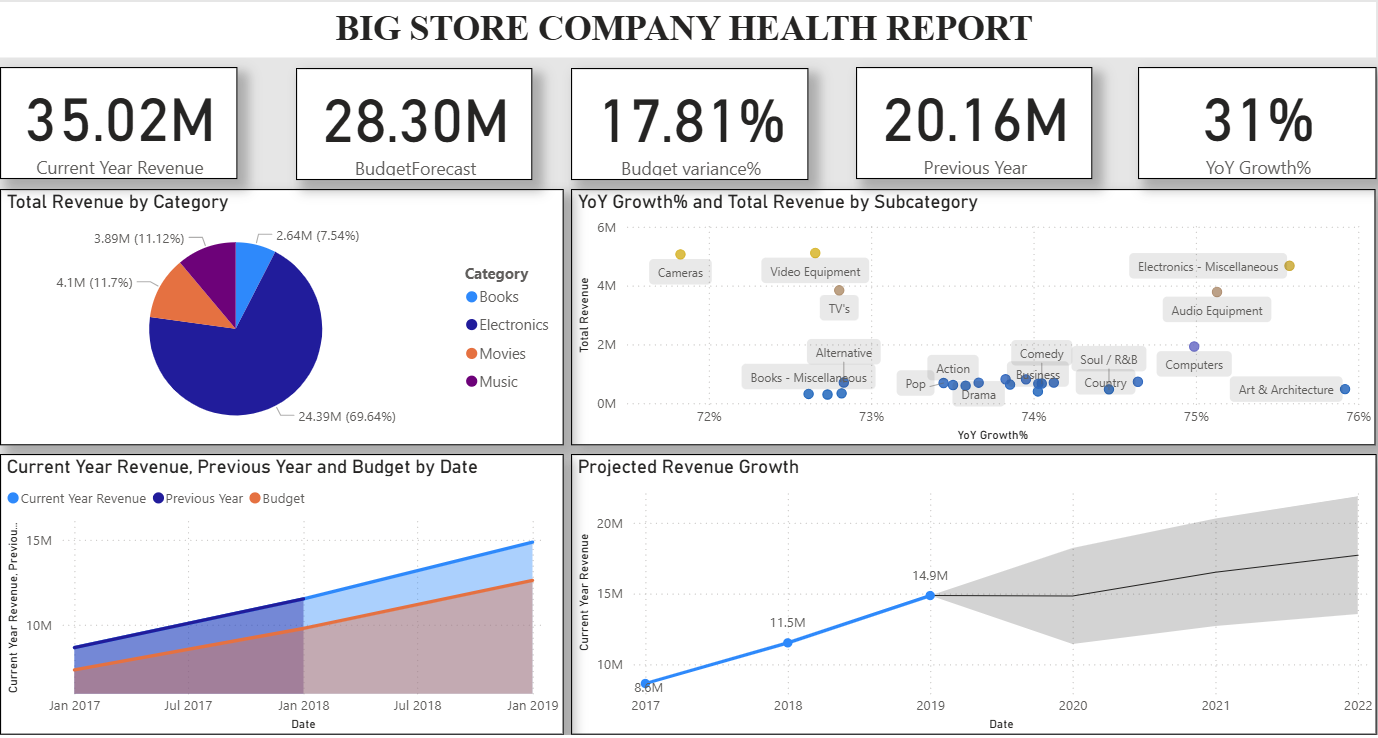 BIG STORE COMPANY HEALTH REPORT
35.02M
Current Year Revenue
28.30M
BudgetForecast
17.81%
Budget variance%
20.16M
Previous Year
31%
YoY Growth%
Total Revenue by Category
3.89M (11.12%)
2.64M (7.54%)
4.1M (11.7%)
24.39M (69.64%)
Category
Books
Electronics
Movies
Music
YoY Growth% and Total Revenue by Subcategory
Total Revenue
6M
4M
2M
0M
Cameras
Video Equipment
TV's
Electronics - Miscellaneous
Audio Equipment
Computers
Alternative
Books - Miscellaneous
Pop
Action
Drama
Comedy
Business
Soul / R&B
Country
Art & Architecture
72%
73%
74%
75%
76%
YoY Growth%
Current Year Revenue, Previous Year and Budget by Date
Current Year Revenue
Previous Year
Budget
Current Year Revenue, Previou...
15M
10M
Jan 2017
Jul 2017
Jan 2018
Jul 2018
Jan 2019
Date
Projected Revenue Growth
Current Year Revenue
20M
15M
10M
8.6M
11.5M
14.9M
2017
2018
2019
2020
2021
2022
Date